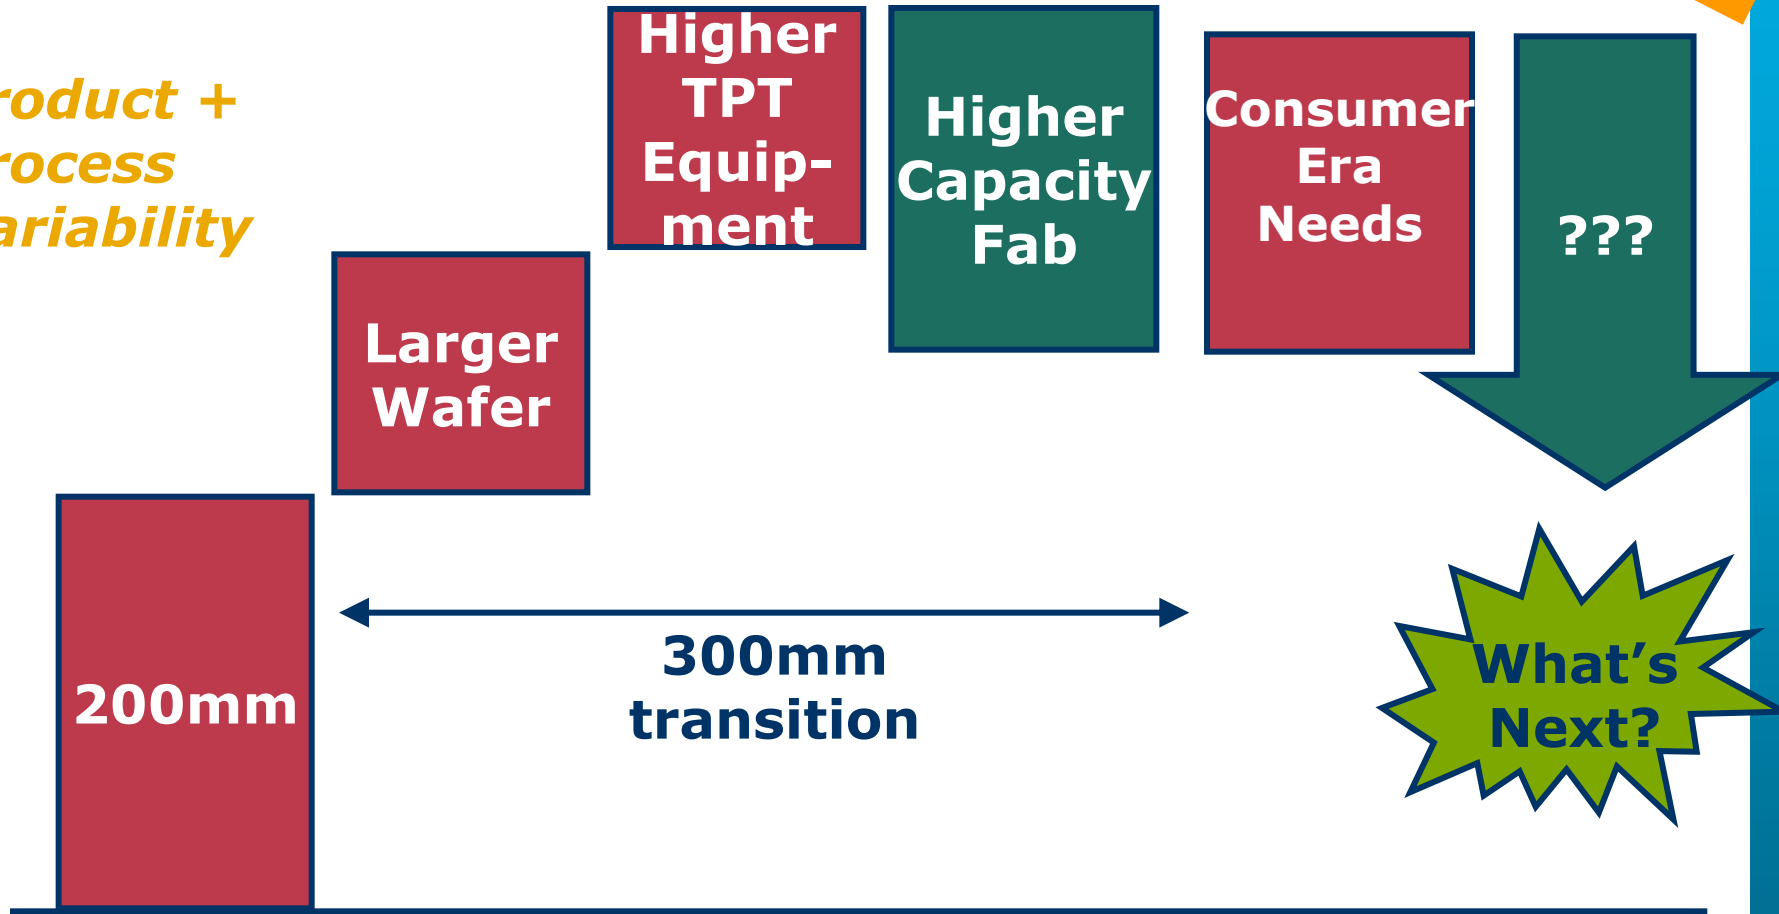 roduct +
rocess
ariability
Higher
TPT
Equip-
ment
Higher
Capacity
Fab
Consumer
Era
Needs
???
Larger
Wafer
200mm
300mm
transition
What’s
Next?